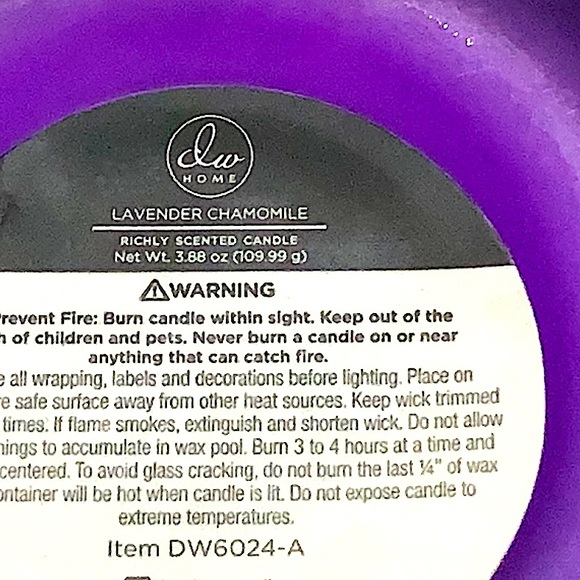 dw
HOME
LAVENDER CHAMOMILE
RICHLY SCENTED CANDLE
Net Wt. 3.88 oz (109.99 g)
⚠WARNING
revent Fire: Burn candle within sight. Keep out of the
h of children and pets. Never burn a candle on or near
anything that can catch fire.
e all wrapping, labels and decorations before lighting. Place on
re safe surface away from other heat sources. Keep wick trimmed
times. If flame smokes, extinguish and shorten wick. Do not allow
ings to accumulate in wax pool. Burn 3 to 4 hours at a time and
centered. To avoid glass cracking, do not burn the last ¼" of wax
ontainer will be hot when candle is lit. Do not expose candle to
extreme temperatures.
Item DW6024-A